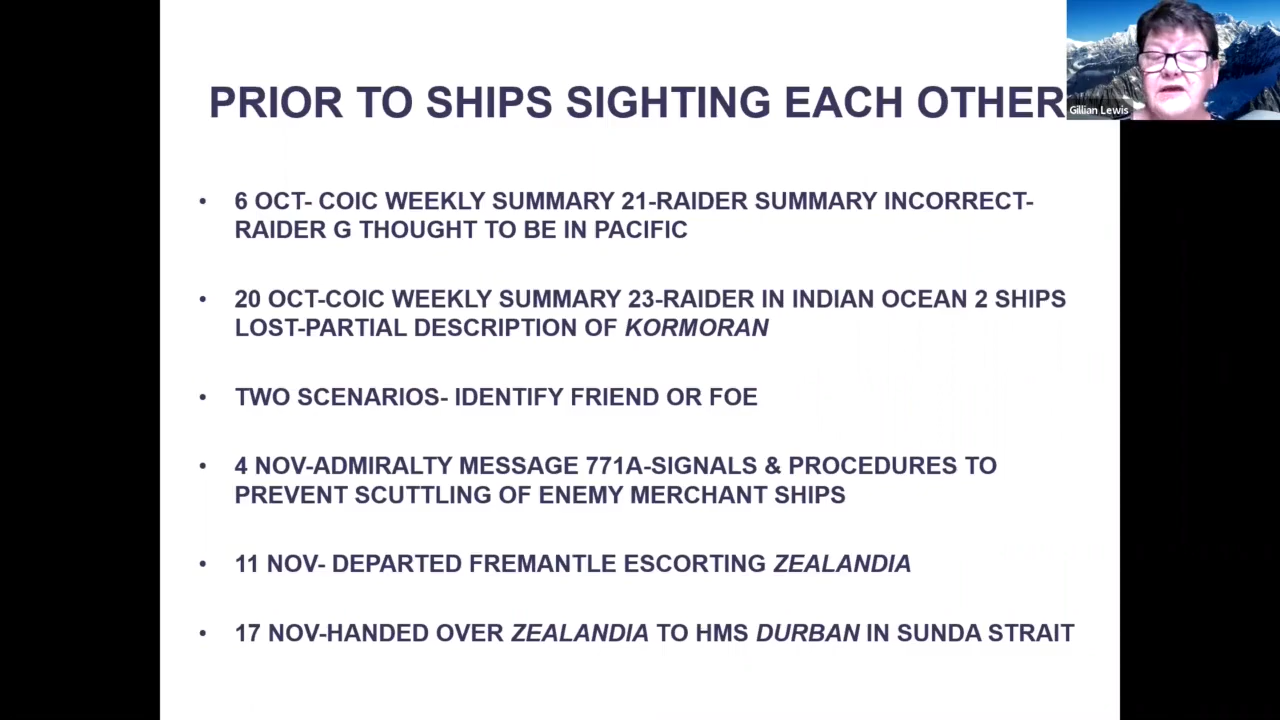 PRIOR TO SHIPS SIGHTING EACH OTHER
Gillian Lewis
• 6 OCT- COIC WEEKLY SUMMARY 21-RAIDER SUMMARY INCORRECT-
RAIDER G THOUGHT TO BE IN PACIFIC
• 20 OCT-COIC WEEKLY SUMMARY 23-RAIDER IN INDIAN OCEAN 2 SHIPS
LOST-PARTIAL DESCRIPTION OF KORMORAN
• TWO SCENARIOS- IDENTIFY FRIEND OR FOE
• 4 NOV-ADMIRALTY MESSAGE 771A-SIGNALS & PROCEDURES TO
PREVENT SCUTTLING OF ENEMY MERCHANT SHIPS
• 11 NOV- DEPARTED FREMANTLE ESCORTING ZEALANDIA
• 17 NOV-HANDED OVER ZEALANDIA TO HMS DURBAN IN SUNDA STRAIT